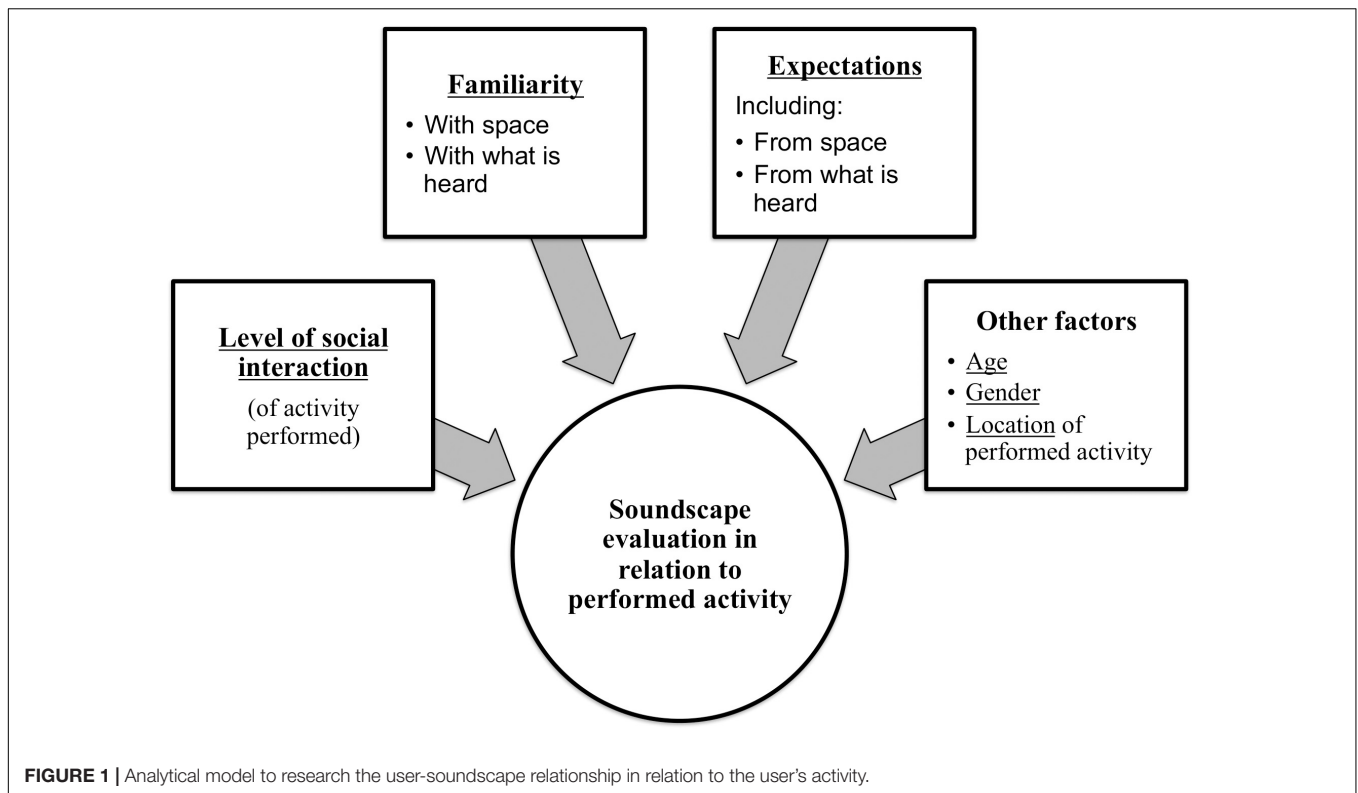 Familiarity
• With space
• With what is
heard
Expectations
Including:
• From space
• From what is
heard
Level of social
interaction
(of activity
performed)
Other factors
• Age
• Gender
• Location of
performed activity
Soundscape
evaluation in
relation to
performed activity
FIGURE 1 | Analytical model to research the user-soundscape relationship in relation to the user’s activity.